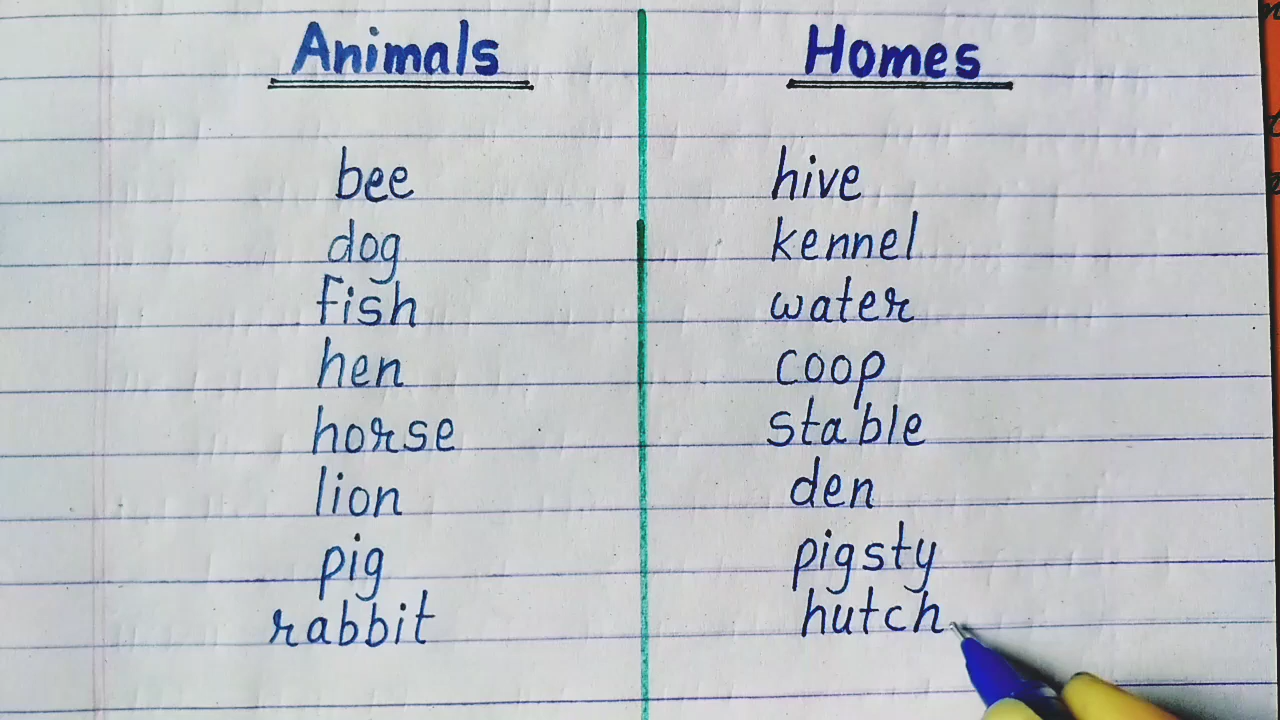 Animals Homes
bee hive
dog kennel
fish water
hen coop
horse stable
lion den
pig pigsty
rabbit hutch